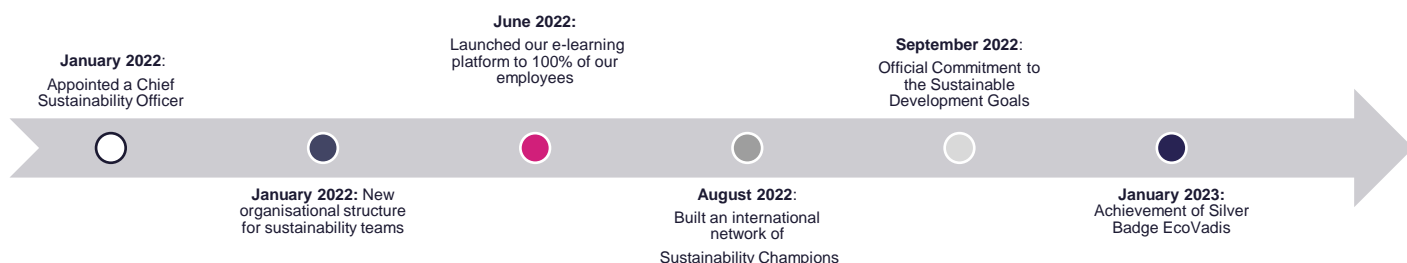 January 2022:
Appointed a Chief
Sustainability Officer
January 2022: New
organisational structure
for sustainability teams
June 2022:
Launched our e-learning
platform to 100% of our
employees
August 2022:
Built an international
network of
Sustainability Champions
September 2022:
Official Commitment to
the Sustainable
Development Goals
January 2023:
Achievement of Silver
Badge EcoVadis